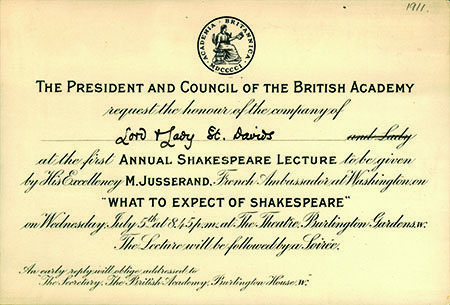 1911.
ACADEMIA BRITANNICA
MDCCCCI
THE PRESIDENT AND COUNCIL OF THE BRITISH ACADEMY
request the honour of the company of
Lord & Lady St. Davids and Lady
at the first ANNUAL SHAKESPEARE LECTURE to be given
by His Excellency M. JUSSERAND, French Ambassador at Washington, on
"WHAT TO EXPECT OF SHAKESPEARE"
on Wednesday, July 5th at 8.45 p.m. at The Theatre, Burlington Gardens, W.
The Lecture will be followed by a Soirée.
An early reply will oblige, addressed to
The Secretary, The British Academy, Burlington House, W.